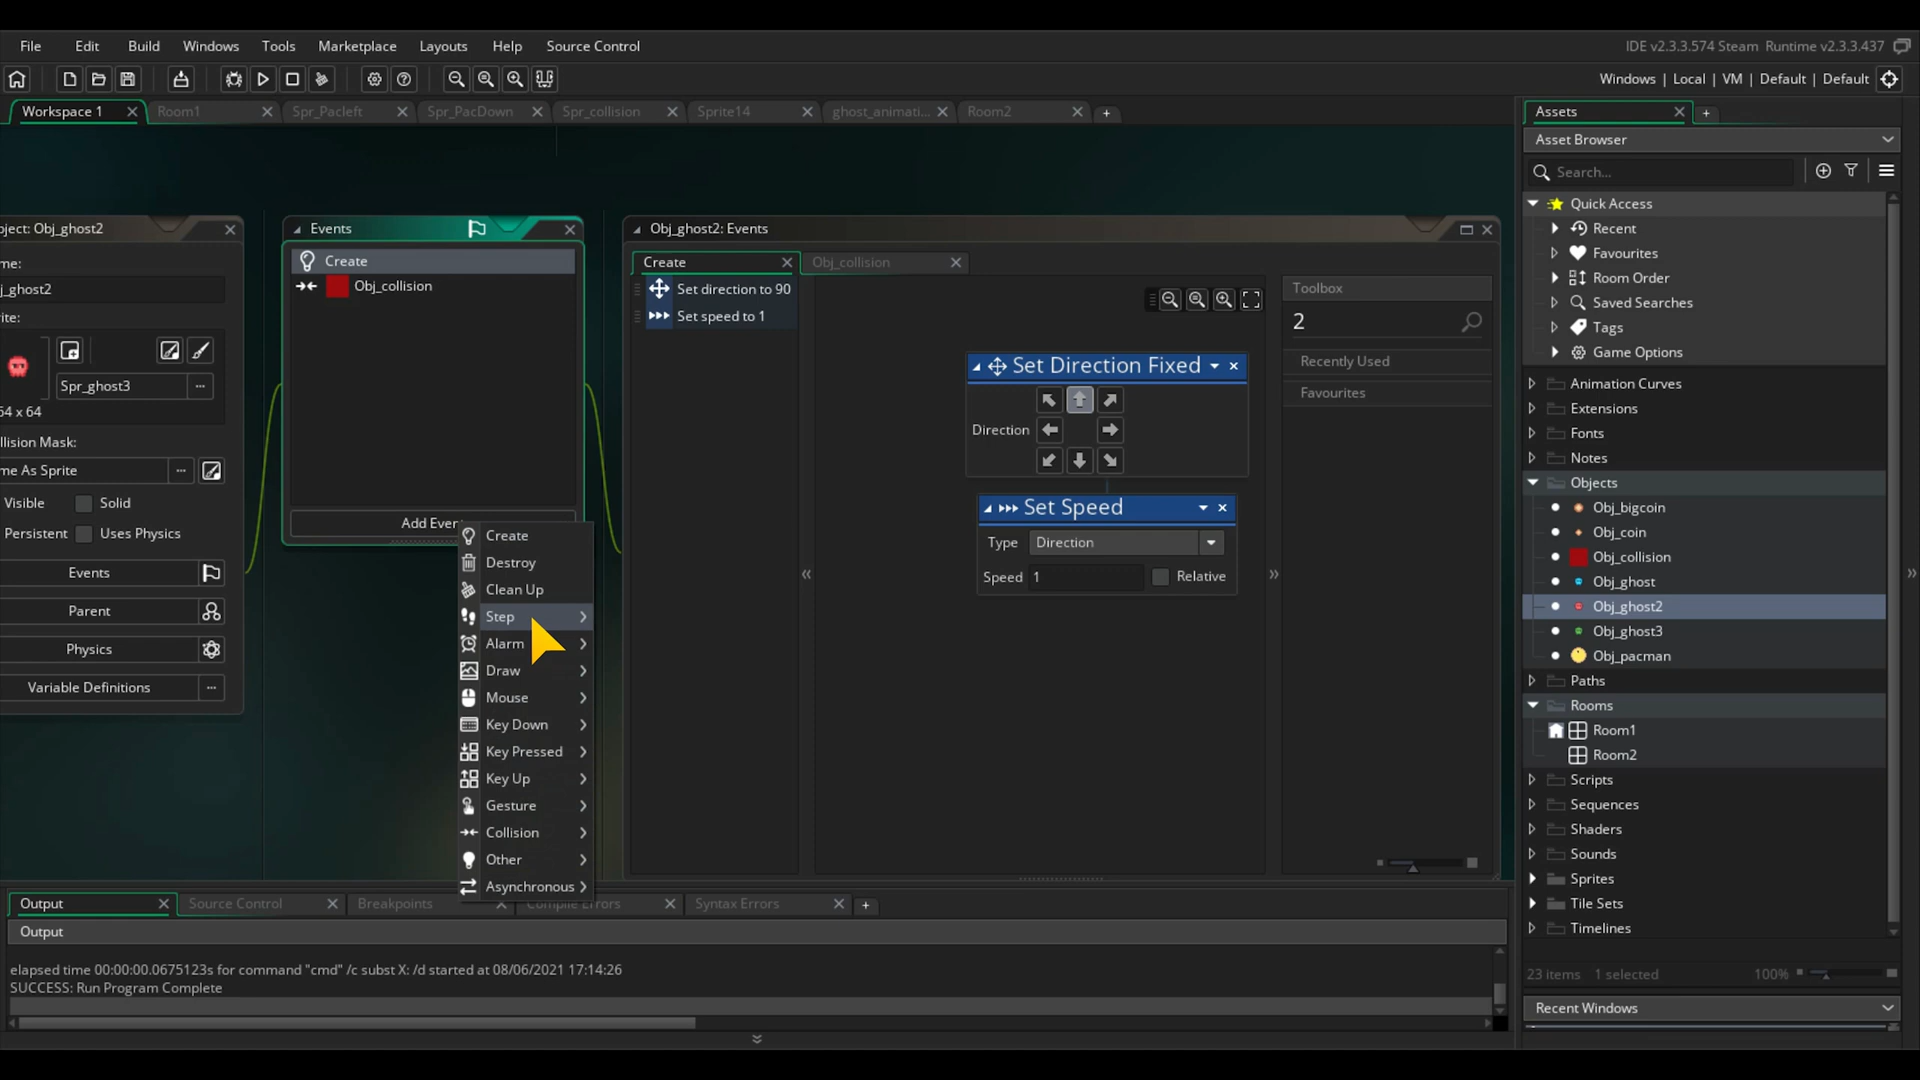 File Edit Build Windows Tools Marketplace Layouts Help Source Control
IDE v2.3.3.574 Steam Runtime v2.3.3.437
Windows | Local | VM | Default | Default
Workspace 1 Room1 Spr_Pacleft Spr_PacDown Spr_collision Sprite14 ghost_animati... Room2 +
oject: Obj_ghost2
me:
j_ghost2
rite:
Spr_ghost3
64 x 64
llision Mask:
me As Sprite
Visible Solid
Persistent Uses Physics
Events
Parent
Physics
Variable Definitions
Events
Create
Obj_collision
Add Even
Create
Destroy
Clean Up
Step
Alarm
Draw
Mouse
Key Down
Key Pressed
Key Up
Gesture
Collision
Other
Asynchronous
Obj_ghost2: Events
Create Obj_collision
Set direction to 90
Set speed to 1
Set Direction Fixed
Direction
Set Speed
Type Direction
Speed 1 Relative
Toolbox
2
Recently Used
Favourites
Assets
Asset Browser
Search...
Quick Access
Recent
Favourites
Room Order
Saved Searches
Tags
Game Options
Animation Curves
Extensions
Fonts
Notes
Objects
Obj_bigcoin
Obj_coin
Obj_collision
Obj_ghost
Obj_ghost2
Obj_ghost3
Obj_pacman
Paths
Rooms
Room1
Room2
Scripts
Sequences
Shaders
Sounds
Sprites
Tile Sets
Timelines
23 items 1 selected 100%
Recent Windows
Output Source Control Breakpoints Compile Errors Syntax Errors +
Output
elapsed time 00:00:00.0675123s for command "cmd" /c subst X: /d started at 08/06/2021 17:14:26
SUCCESS: Run Program Complete